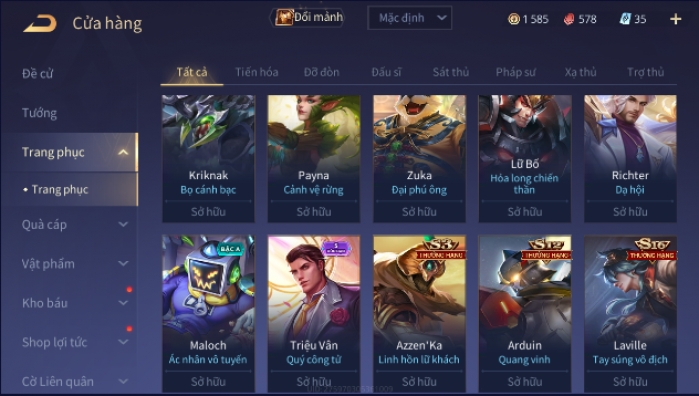 Cửa hàng
Đổi mảnh
Mặc định
1 585
578
35
Đề cử
Tướng
Trang phục
• Trang phục
Quà cáp
Vật phẩm
Kho báu
Shop lợi tức
Cờ Liên quân
Tất cả
Tiến hóa
Đỡ đòn
Đấu sĩ
Sát thủ
Pháp sư
Xạ thủ
Trợ thủ
Kriknak
Bọ cánh bạc
Sở hữu
Payna
Cảnh vệ rừng
Sở hữu
Zuka
Đại phú ông
Sở hữu
Lữ Bố
Hỏa long chiến
thần
Sở hữu
Richter
Dạ hội
Sở hữu
BẬC A
Maloch
Ác nhân vô tuyến
Sở hữu
Triệu Vân
Quý công tử
Sở hữu
S3
THƯỞNG HẠNG
Azzen'Ka
Linh hồn lữ khách
Sở hữu
S12
THƯỞNG HẠNG
Arduin
Quang vinh
Sở hữu
S16
THƯỞNG HẠNG
Laville
Tay súng vô địch
Sở hữu